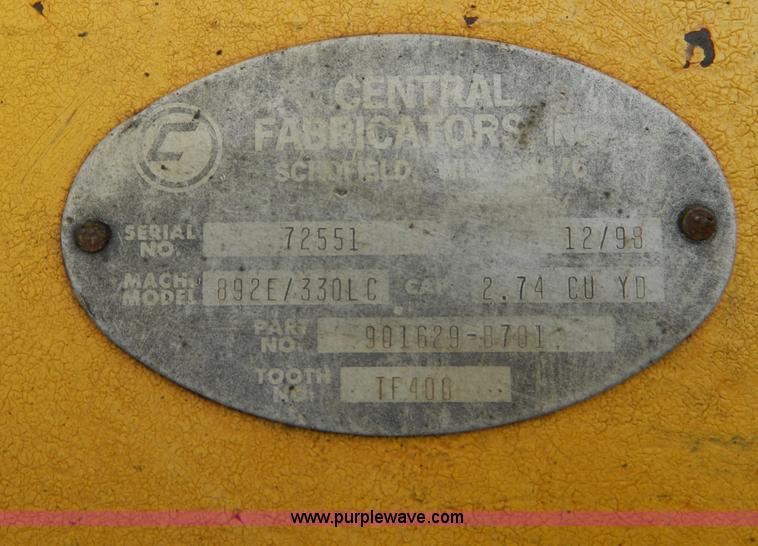 CENTRAL
FABRICATORS, INC.
SCHOFIELD,
SERIAL NO. 72551 12/98
MACH. MODEL 892E/330LC CAP. 2.74 CU YD
PART NO. 901629-0701
TOOTH NO. TF400
www.purplewave.com